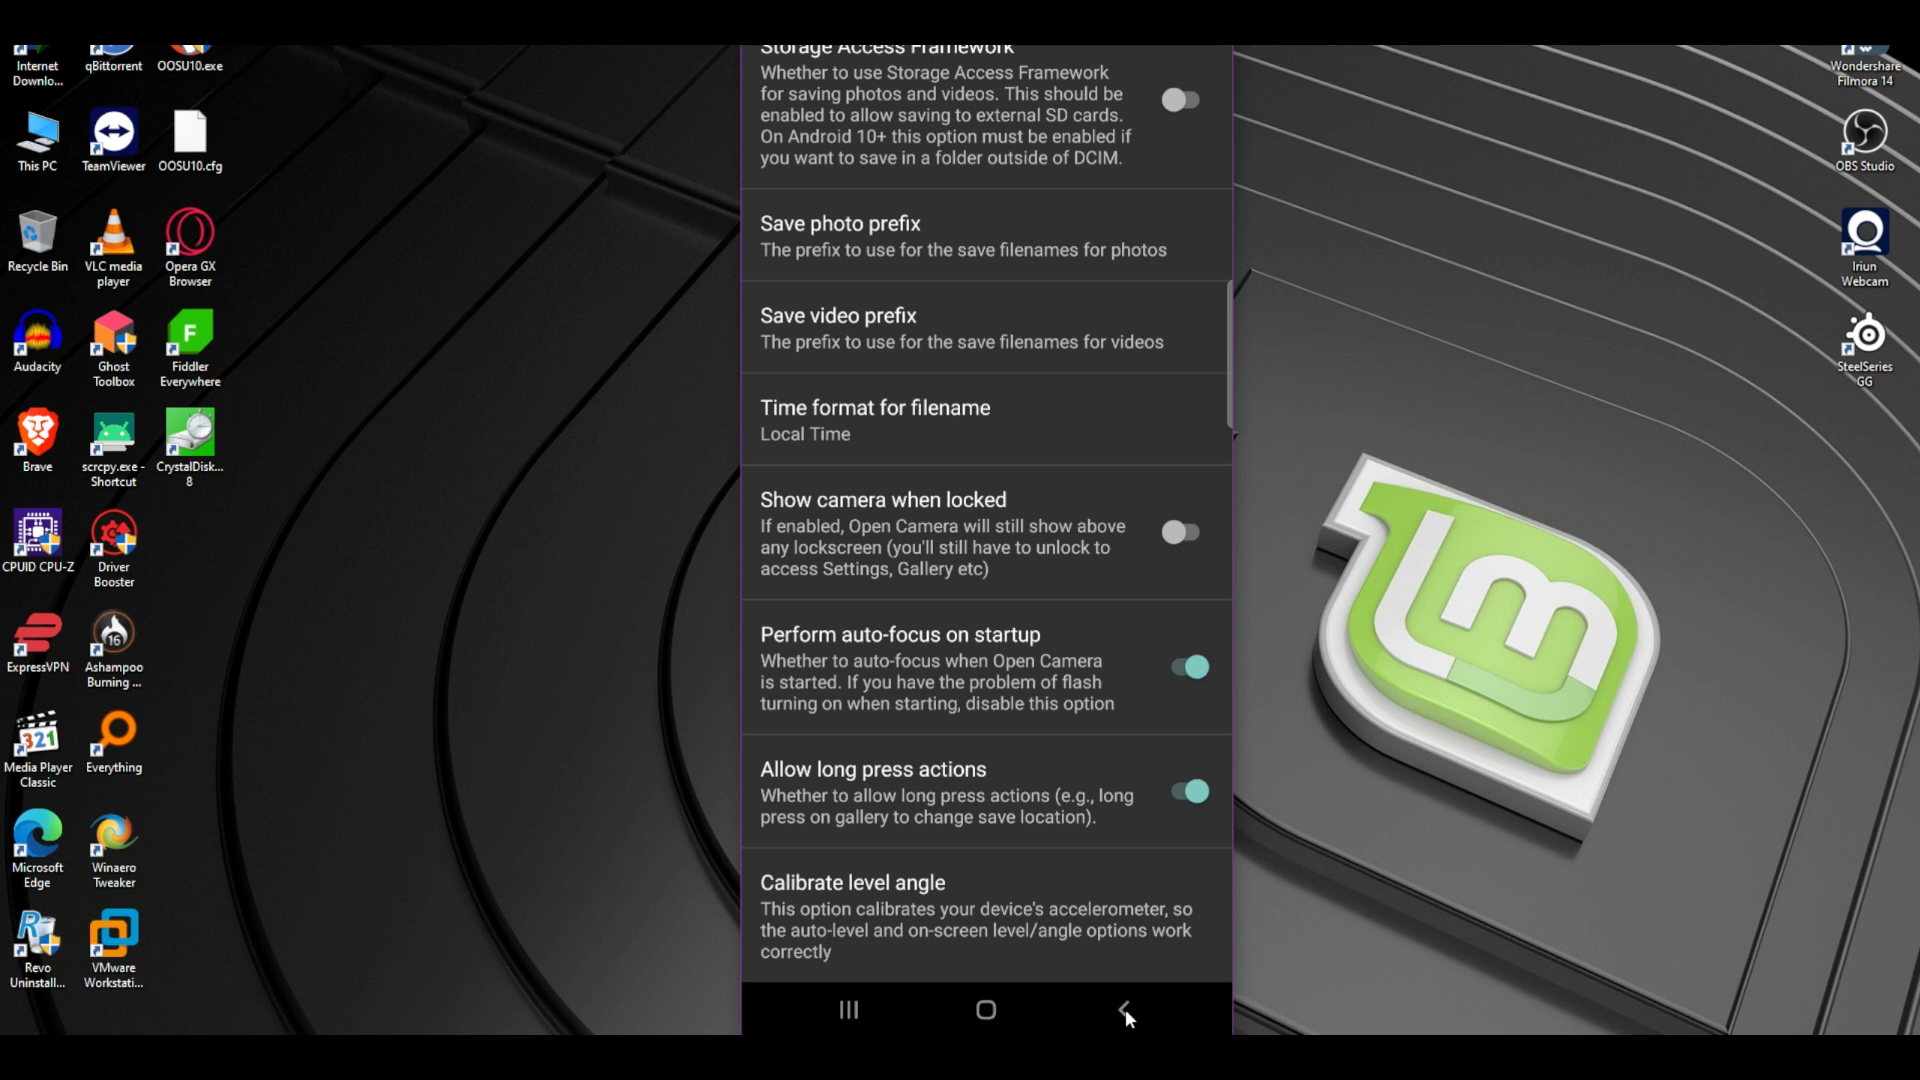 Internet
Downlo...
qBittorrent
OOSU10.exe
This PC
TeamViewer
OOSU10.cfg
Recycle Bin
VLC media
player
Opera GX
Browser
Audacity
Ghost
Toolbox
F
Fiddler
Everywhere
Brave
scrcpy.exe -
Shortcut
CrystalDisk...
8
CPUID CPU-Z
Driver
Booster
ExpressVPN
16
Ashampoo
Burning ...
321
Media Player
Classic
Everything
Microsoft
Edge
Winaero
Tweaker
R
Revo
Uninstall...
VMware
Workstati...
Storage Access Framework
Whether to use Storage Access Framework
for saving photos and videos. This should be
enabled to allow saving to external SD cards.
On Android 10+ this option must be enabled if
you want to save in a folder outside of DCIM.
Save photo prefix
The prefix to use for the save filenames for photos
Save video prefix
The prefix to use for the save filenames for videos
Time format for filename
Local Time
Show camera when locked
If enabled, Open Camera will still show above
any lockscreen (you'll still have to unlock to
access Settings, Gallery etc)
Perform auto-focus on startup
Whether to auto-focus when Open Camera
is started. If you have the problem of flash
turning on when starting, disable this option
Allow long press actions
Whether to allow long press actions (e.g., long
press on gallery to change save location).
Calibrate level angle
This option calibrates your device's accelerometer, so
the auto-level and on-screen level/angle options work
correctly
Wondershare
Filmora 14
OBS Studio
Iriun
Webcam
SteelSeries
GG
lm